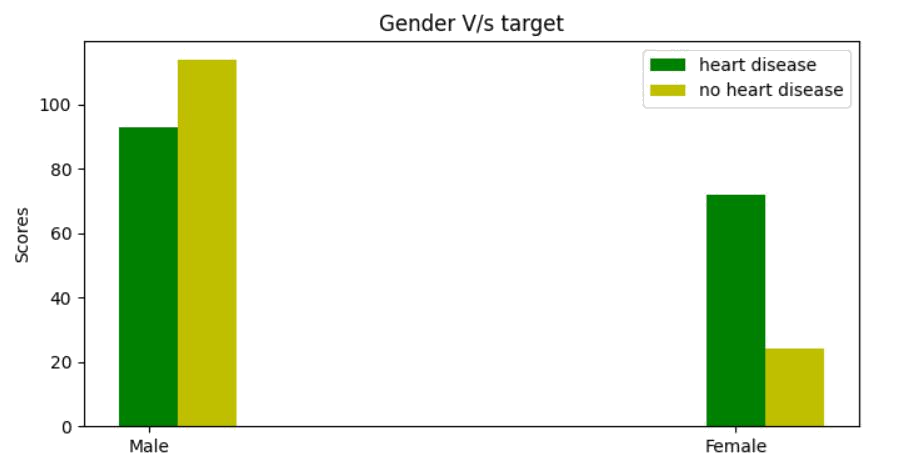 Gender V/s target
heart disease
no heart disease
100
80
60
40
20
0
Scores
Male
Female